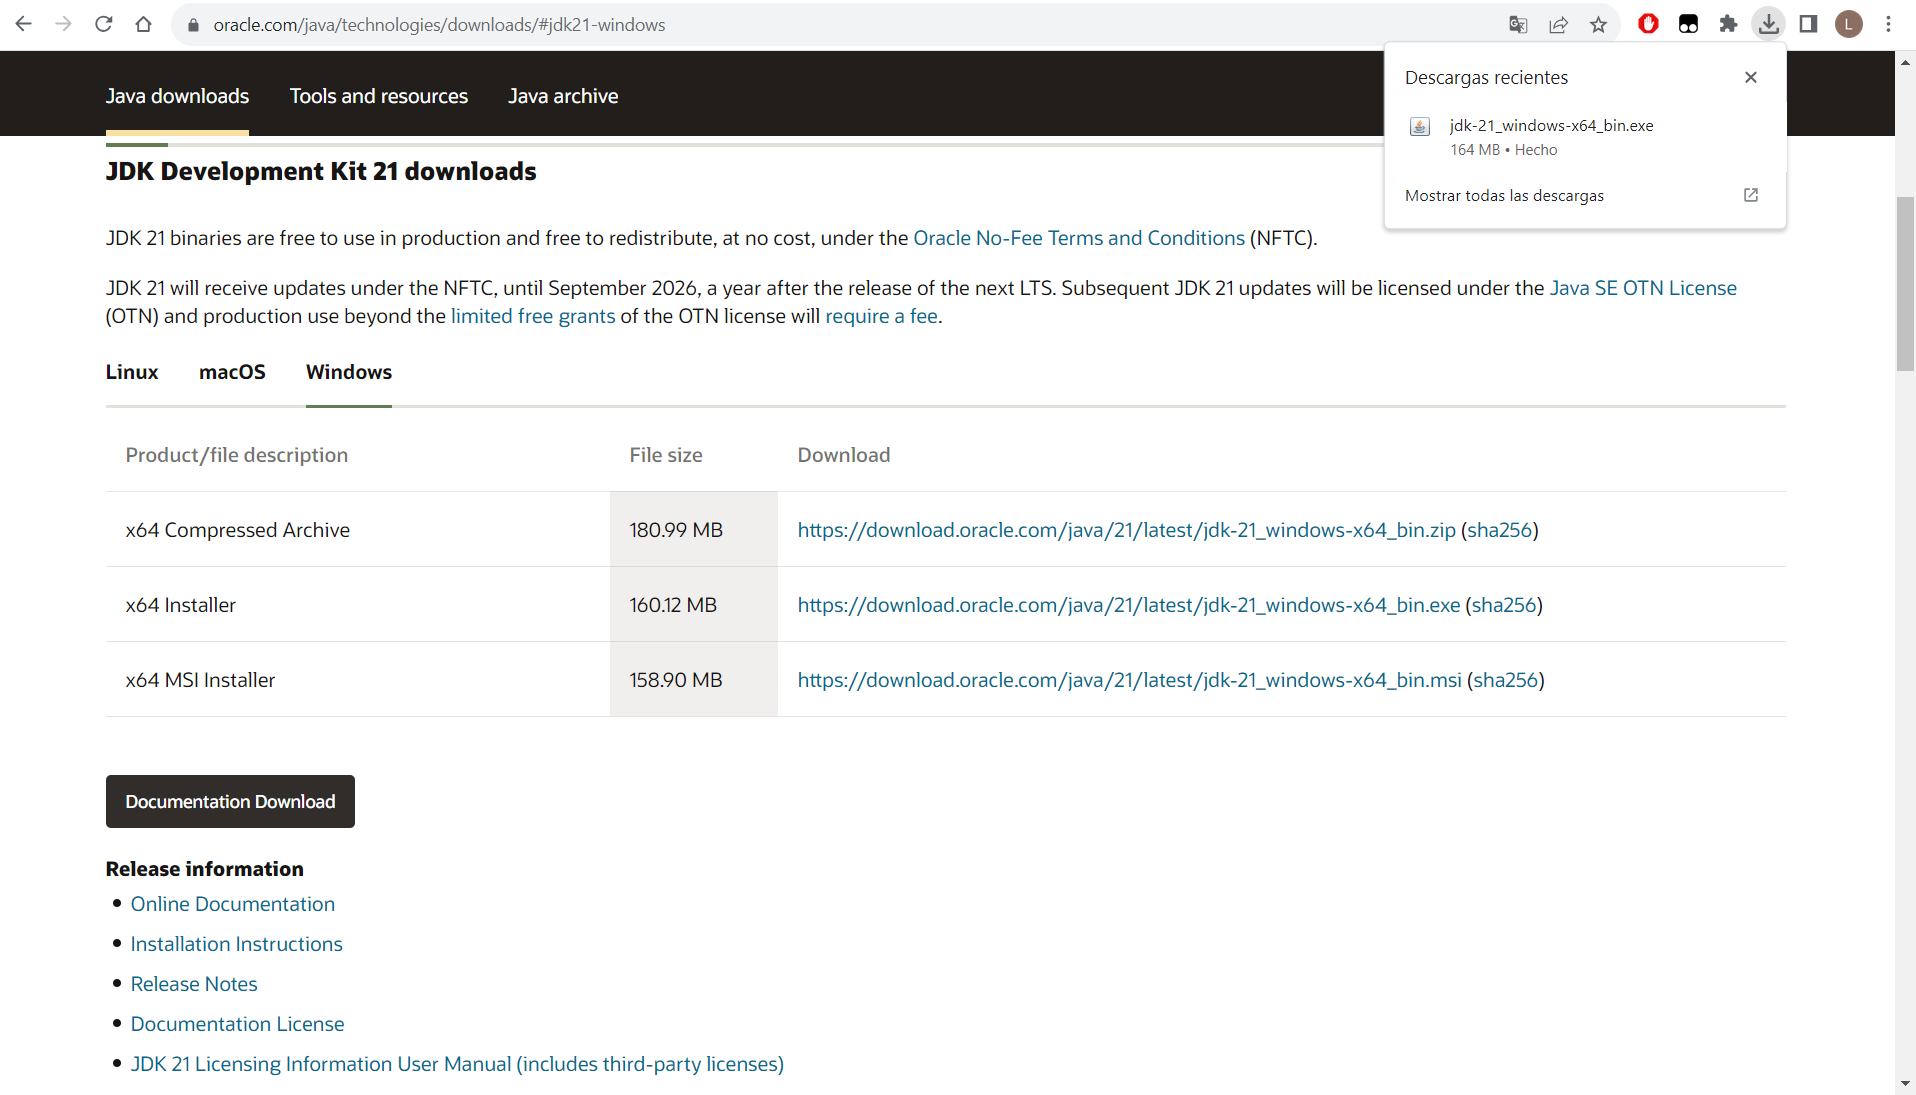 oracle.com/java/technologies/downloads/#jdk21-windows
L
Java downloads
Tools and resources
Java archive
Descargas recientes
jdk-21_windows-x64_bin.exe
164 MB • Hecho
Mostrar todas las descargas
JDK Development Kit 21 downloads
JDK 21 binaries are free to use in production and free to redistribute, at no cost, under the Oracle No-Fee Terms and Conditions (NFTC).
JDK 21 will receive updates under the NFTC, until September 2026, a year after the release of the next LTS. Subsequent JDK 21 updates will be licensed under the Java SE OTN License
(OTN) and production use beyond the limited free grants of the OTN license will require a fee.
Linux macOS Windows
Product/file description File size Download
x64 Compressed Archive 180.99 MB https://download.oracle.com/java/21/latest/jdk-21_windows-x64_bin.zip (sha256)
x64 Installer 160.12 MB https://download.oracle.com/java/21/latest/jdk-21_windows-x64_bin.exe (sha256)
x64 MSI Installer 158.90 MB https://download.oracle.com/java/21/latest/jdk-21_windows-x64_bin.msi (sha256)
Documentation Download
Release information
• Online Documentation
• Installation Instructions
• Release Notes
• Documentation License
• JDK 21 Licensing Information User Manual (includes third-party licenses)